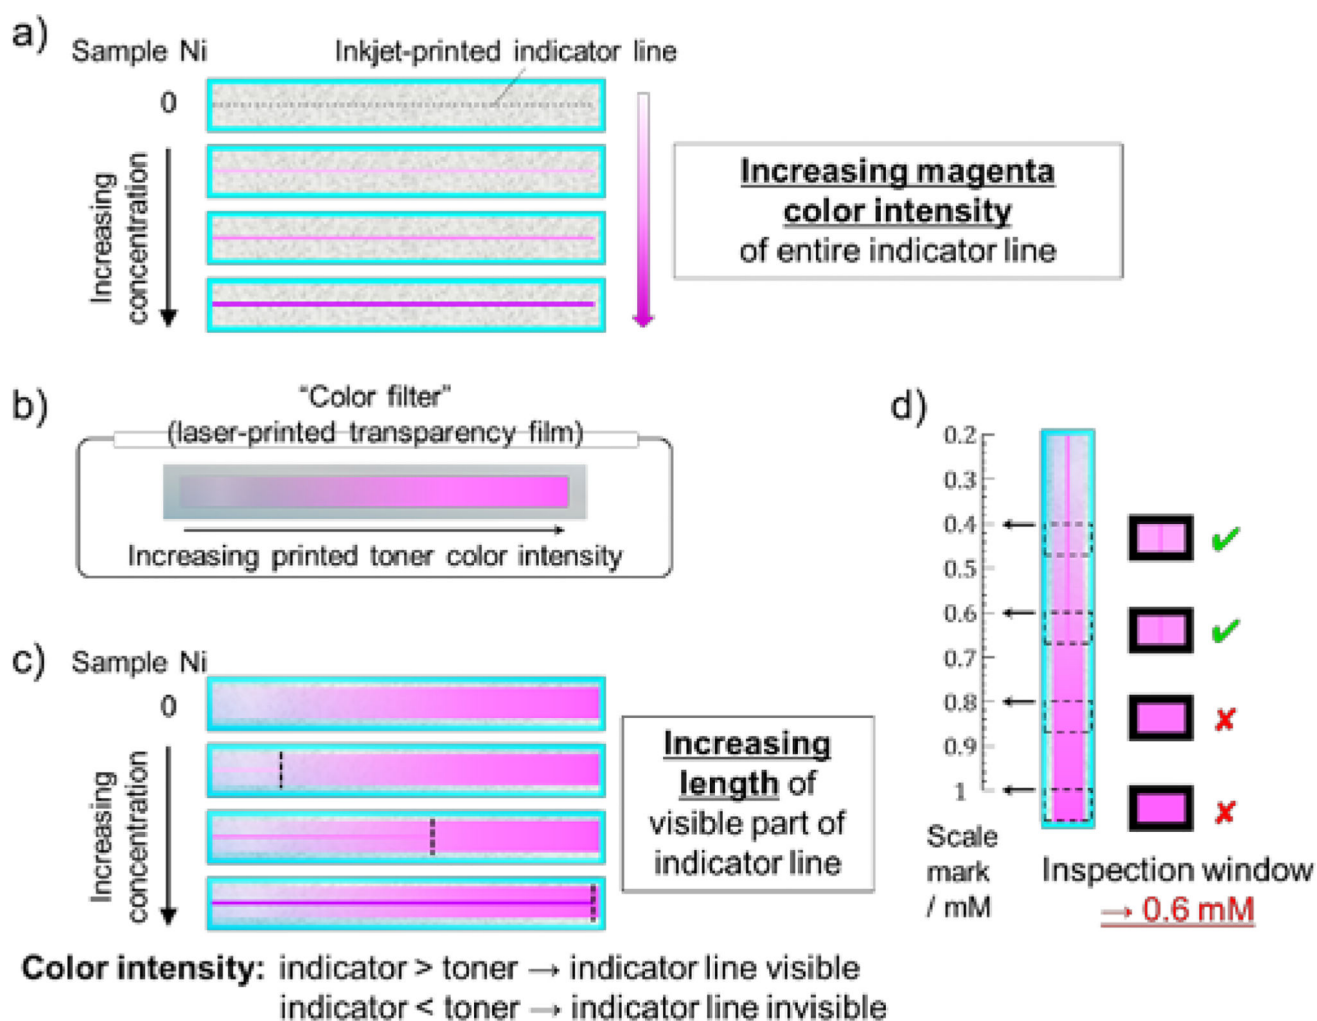 a)
Sample Ni
Inkjet-printed indicator line
0
Increasing
concentration
Increasing magenta
color intensity
of entire indicator line
b)
“Color filter”
(laser-printed transparency film)
Increasing printed toner color intensity
c)
Sample Ni
0
Increasing
concentration
Increasing
length of
visible part of
indicator line
Color intensity: indicator > toner → indicator line visible
indicator < toner → indicator line invisible
d)
0.2
0.3
0.4
0.5
0.6
0.7
0.8
0.9
1
Scale
mark
/ mM
Inspection window
→ 0.6 mM